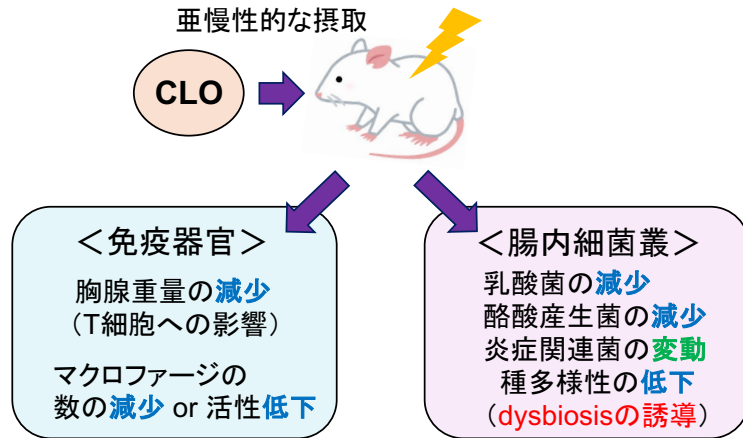 亜慢性的な摂取
CLO
＜免疫器官＞
胸腺重量の減少
（T細胞への影響）
マクロファージの
数の減少 or 活性低下
＜腸内細菌叢＞
乳酸菌の減少
酪酸産生菌の減少
炎症関連菌の変動
種多様性の低下
（dysbiosisの誘導）